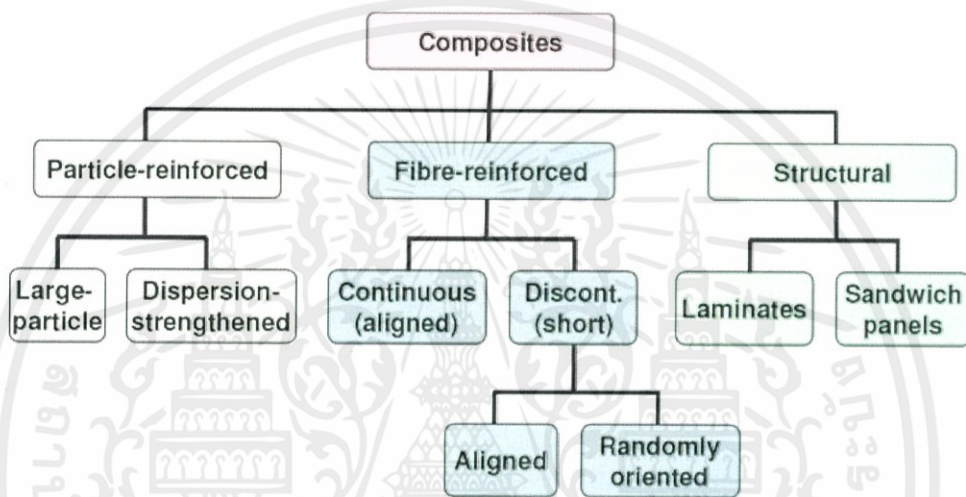 Composites
Particle-reinforced
Fibre-reinforced
Structural
Large-
particle
Dispersion-
strengthened
Continuous
(aligned)
Discont.
(short)
Laminates
Sandwich
panels
Aligned
Randomly
oriented